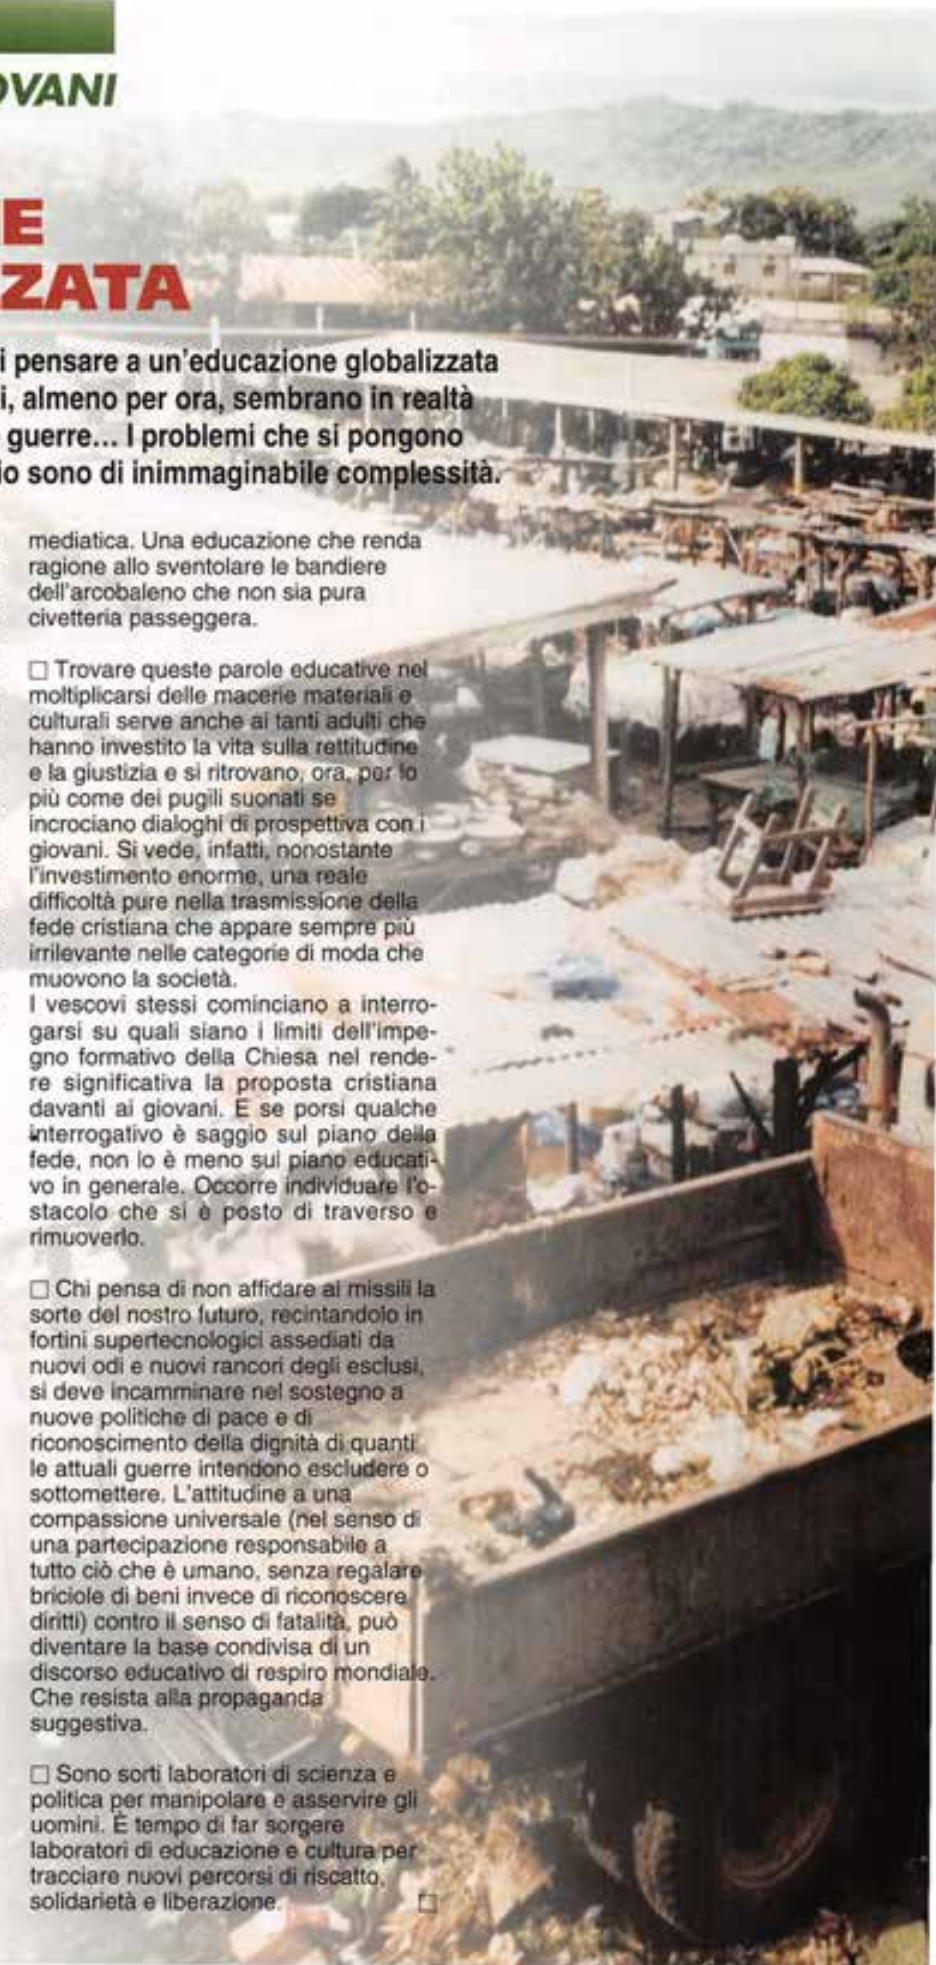 OVANI
E
ZZATA
i pensare a un'educazione globalizzata
i, almeno per ora, sembrano in realtà
guerre... I problemi che si pongono
io sono di inimmaginabile complessità.
mediatica. Una educazione che renda
ragione allo sventolare le bandiere
dell'arcobaleno che non sia pura
civetteria passeggera.
□ Trovare queste parole educative nel
moltiplicarsi delle macerie materiali e
culturali serve anche ai tanti adulti che
hanno investito la vita sulla rettitudine
e la giustizia e si ritrovano, ora, per lo
più come dei pugili suonati se
incrociano dialoghi di prospettiva con i
giovani. Si vede, infatti, nonostante
l'investimento enorme, una reale
difficoltà pure nella trasmissione della
fede cristiana che appare sempre più
irrilevante nelle categorie di moda che
muovono la società.
I vescovi stessi cominciano a interro-
garsi su quali siano i limiti dell'impe-
gno formativo della Chiesa nel rende-
re significativa la proposta cristiana
davanti ai giovani. E se porsi qualche
interrogativo è saggio sul piano della
fede, non lo è meno sul piano educati-
vo in generale. Occorre individuare l'o-
stacolo che si è posto di traverso e
rimuoverlo.
□ Chi pensa di non affidare ai missili la
sorte del nostro futuro, recintandolo in
fortini supertecnologici assediati da
nuovi odi e nuovi rancori degli esclusi,
si deve incamminare nel sostegno a
nuove politiche di pace e di
riconoscimento della dignità di quanti
le attuali guerre intendono escludere o
sottomettere. L'attitudine a una
compassione universale (nel senso di
una partecipazione responsabile a
tutto ciò che è umano, senza regalare
briciole di beni invece di riconoscere
diritti) contro il senso di fatalità, può
diventare la base condivisa di un
discorso educativo di respiro mondiale.
Che resista alla propaganda
suggestiva.
□ Sono sorti laboratori di scienza e
politica per manipolare e asservire gli
uomini. È tempo di far sorgere
laboratori di educazione e cultura per
tracciare nuovi percorsi di riscatto,
solidarietà e liberazione. □